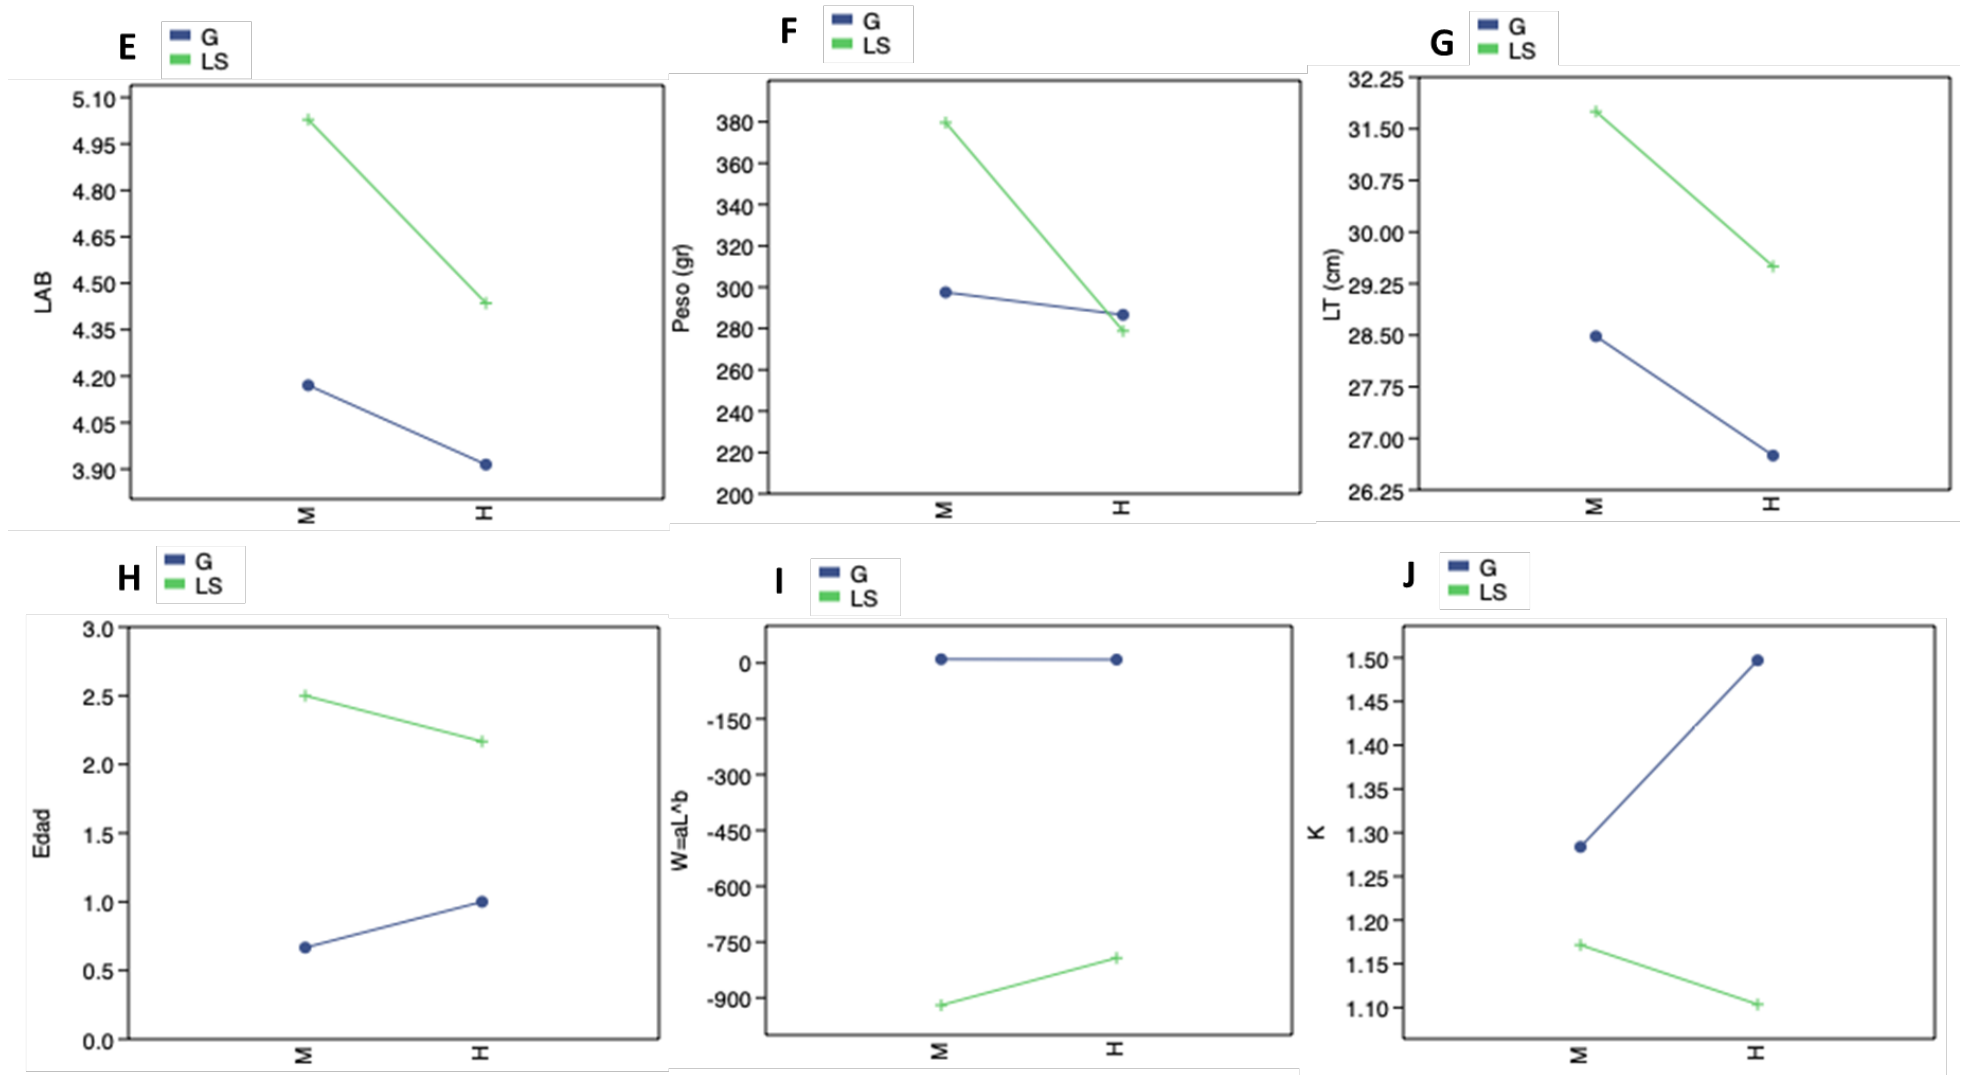 E
G
LS
5.10
4.95
4.80
4.65
4.50
4.35
4.20
4.05
3.90
LAB
M
H
F
G
LS
380
360
340
320
300
280
260
240
220
200
Peso (gr)
M
H
G
G
LS
32.25
31.50
30.75
30.00
29.25
28.50
27.75
27.00
26.25
LT (cm)
M
H
H
G
LS
3.0
2.5
2.0
1.5
1.0
0.5
0.0
Edad
M
H
I
G
LS
0
-150
-300
-450
-600
-750
-900
W=aL^b
M
H
J
G
LS
1.50
1.45
1.40
1.35
1.30
1.25
1.20
1.15
1.10
K
M
H